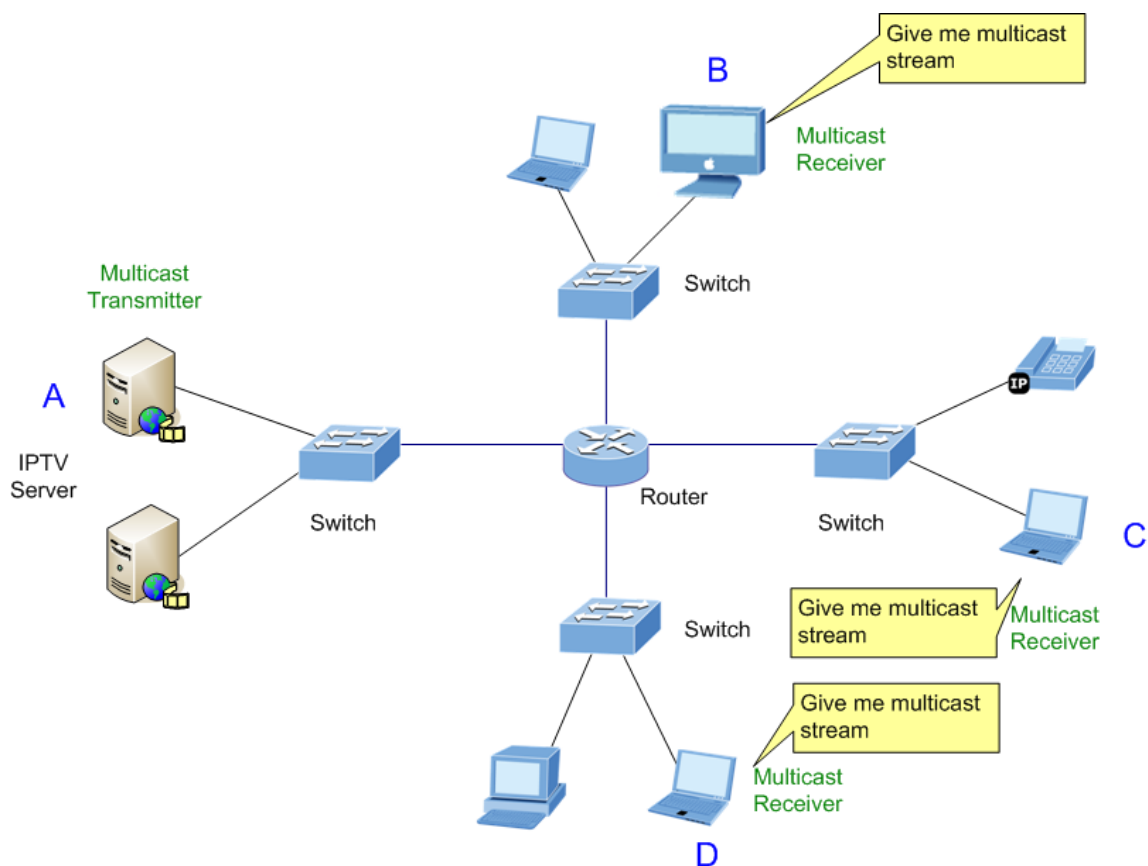 Give me multicast
stream
B
Multicast
Receiver
Switch
Multicast
Transmitter
A
IPTV
Server
Switch
Router
IP
Switch
C
Give me multicast
stream
Multicast
Receiver
Switch
Give me multicast
stream
Multicast
Receiver
D